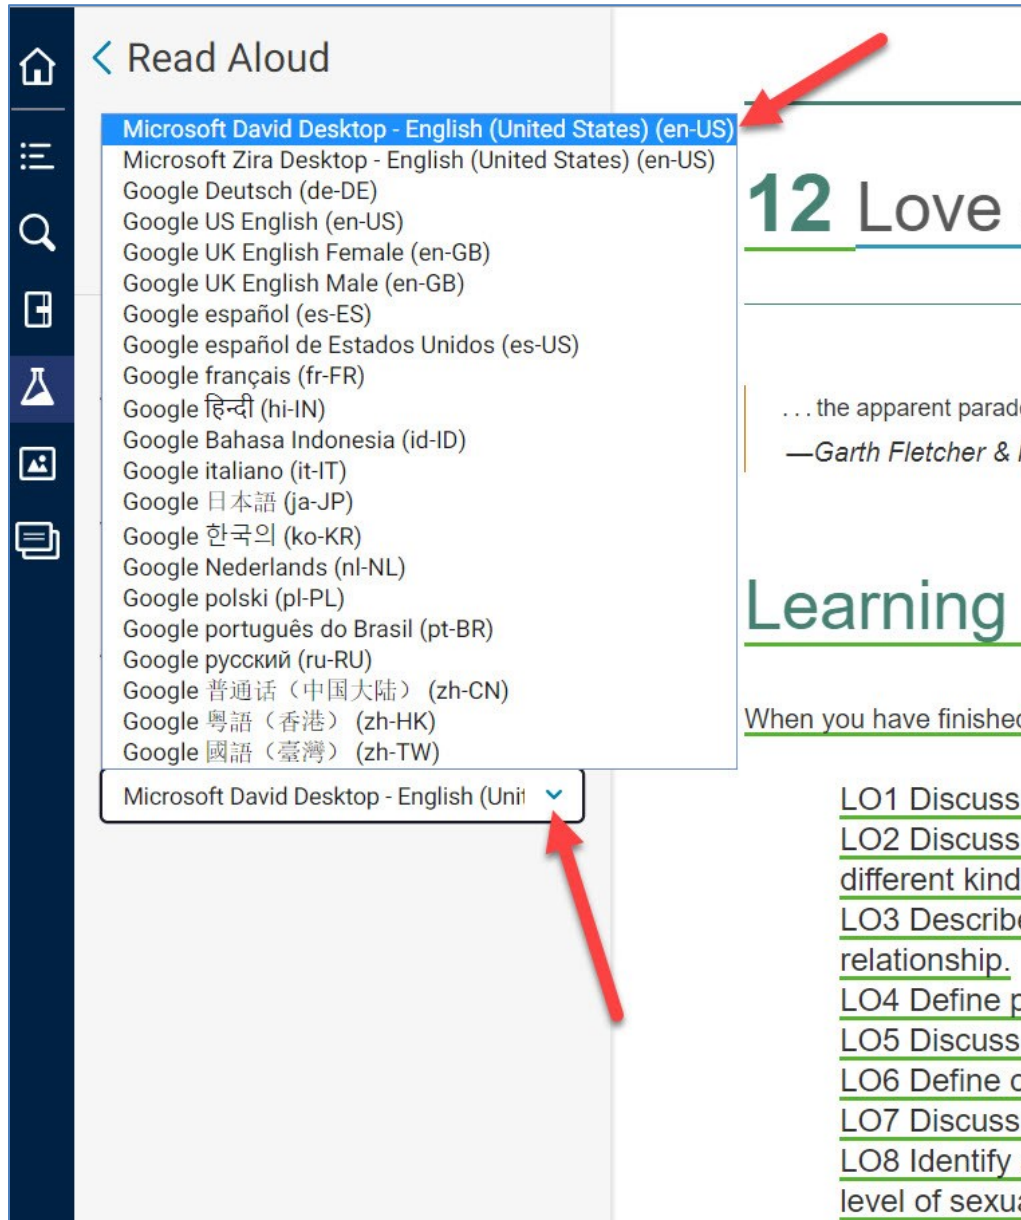 Read Aloud
Microsoft David Desktop - English (United States) (en-US)
Microsoft Zira Desktop - English (United States) (en-US)
Google Deutsch (de-DE)
Google US English (en-US)
Google UK English Female (en-GB)
Google UK English Male (en-GB)
Google español (es-ES)
Google español de Estados Unidos (es-US)
Google français (fr-FR)
Google हिन्दी (hi-IN)
Google Bahasa Indonesia (id-ID)
Google italiano (it-IT)
Google 日本語 (ja-JP)
Google 한국의 (ko-KR)
Google Nederlands (nl-NL)
Google polski (pl-PL)
Google português do Brasil (pt-BR)
Google русский (ru-RU)
Google 普通话（中国大陆） (zh-CN)
Google 粤語（香港） (zh-HK)
Google 國語（臺灣） (zh-TW)
Microsoft David Desktop - English (Unit
12 Love
. . . the apparent parad
—Garth Fletcher &
Learning
When you have finished
LO1 Discuss
LO2 Discuss
different kind
LO3 Describe
relationship.
LO4 Define
LO5 Discuss
LO6 Define
LO7 Discuss
LO8 Identify
level of sexua